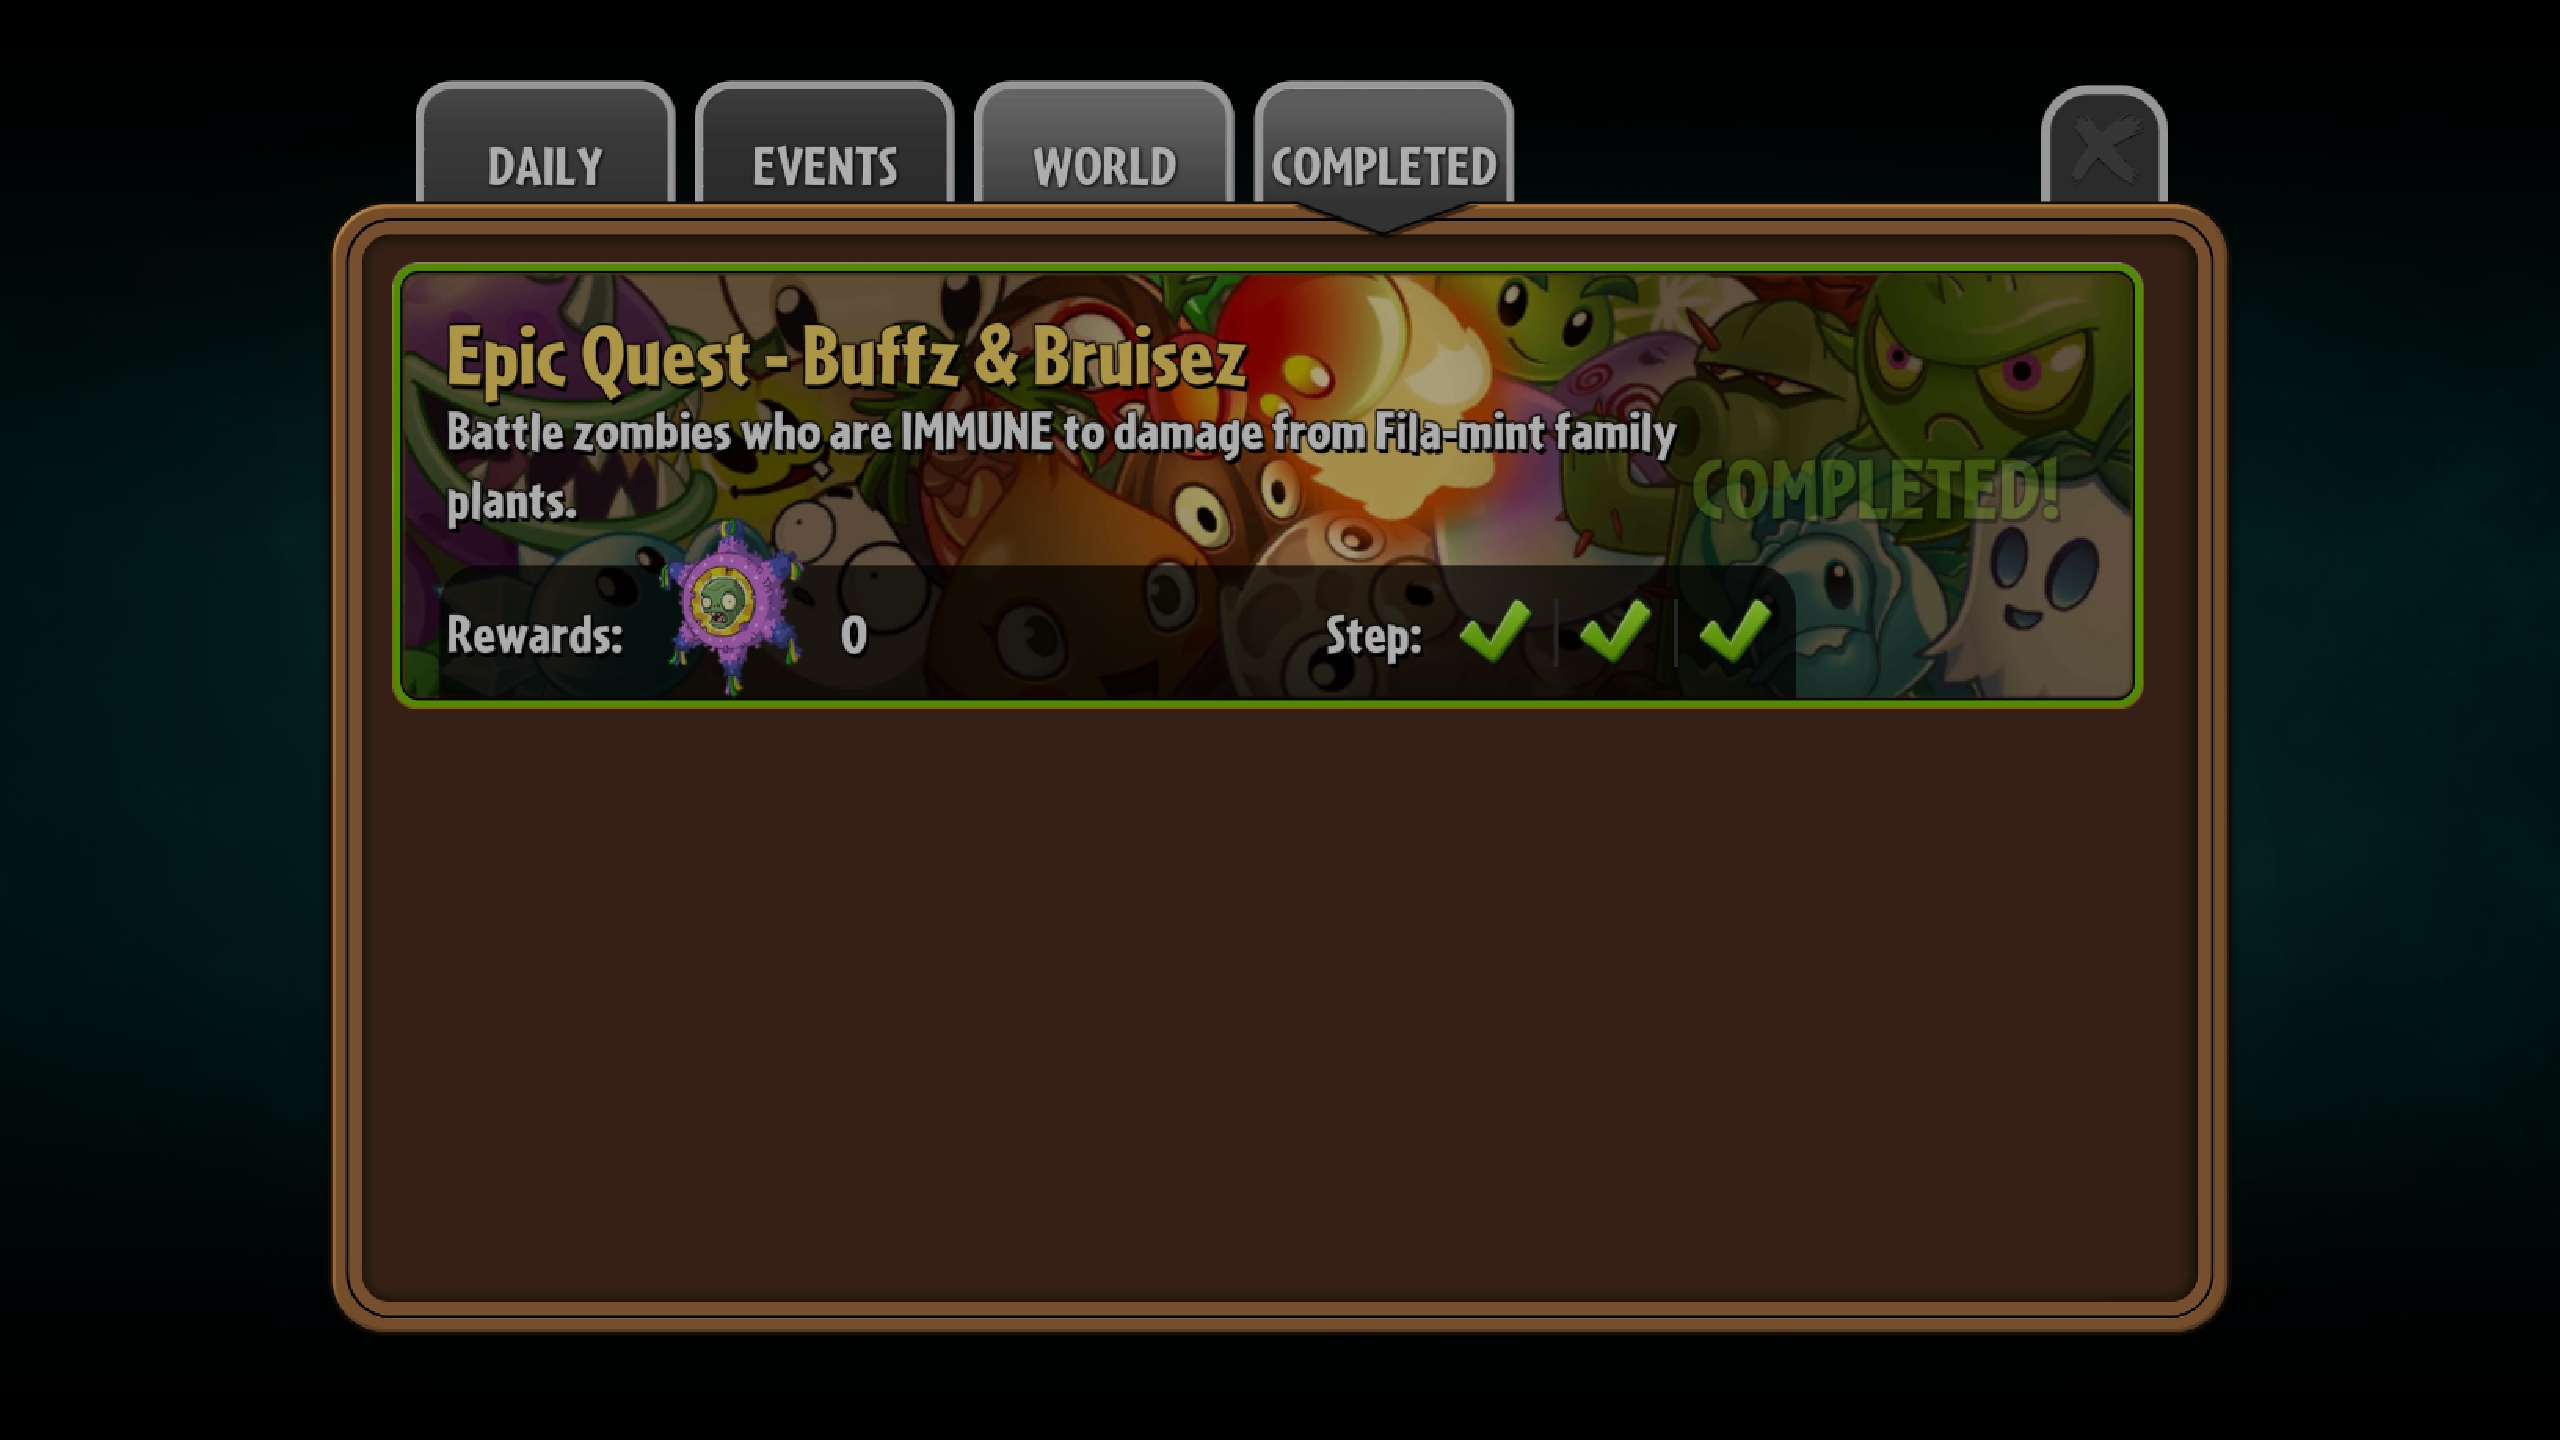 DAILY
EVENTS
WORLD
COMPLETED
Epic Quest - Buffz & Bruisez
Battle zombies who are IMMUNE to damage from Fila-mint family
plants.
COMPLETED!
Rewards: 0
Step: